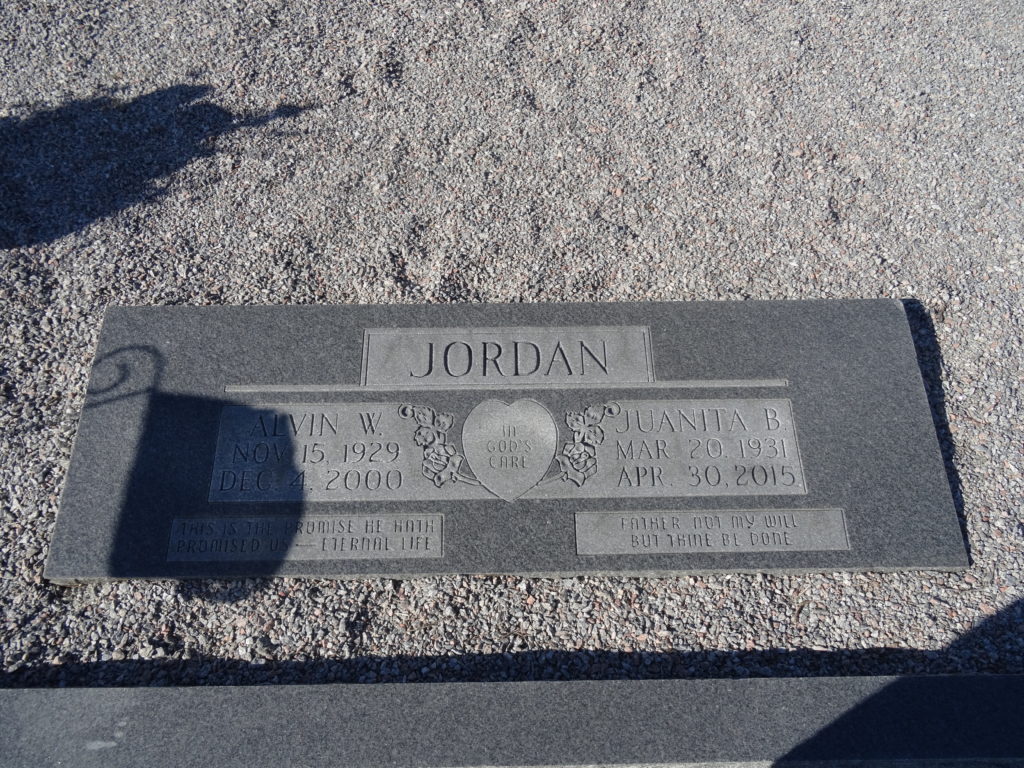 JORDAN
ALVIN W.
NOV. 15, 1929
DEC. 4, 2000
IN
GOD'S
CARE
JUANITA B.
MAR. 20, 1931
APR. 30, 2015
THIS IS THE PROMISE HE HATH
PROMISED US — ETERNAL LIFE
FATHER NOT MY WILL
BUT THINE BE DONE